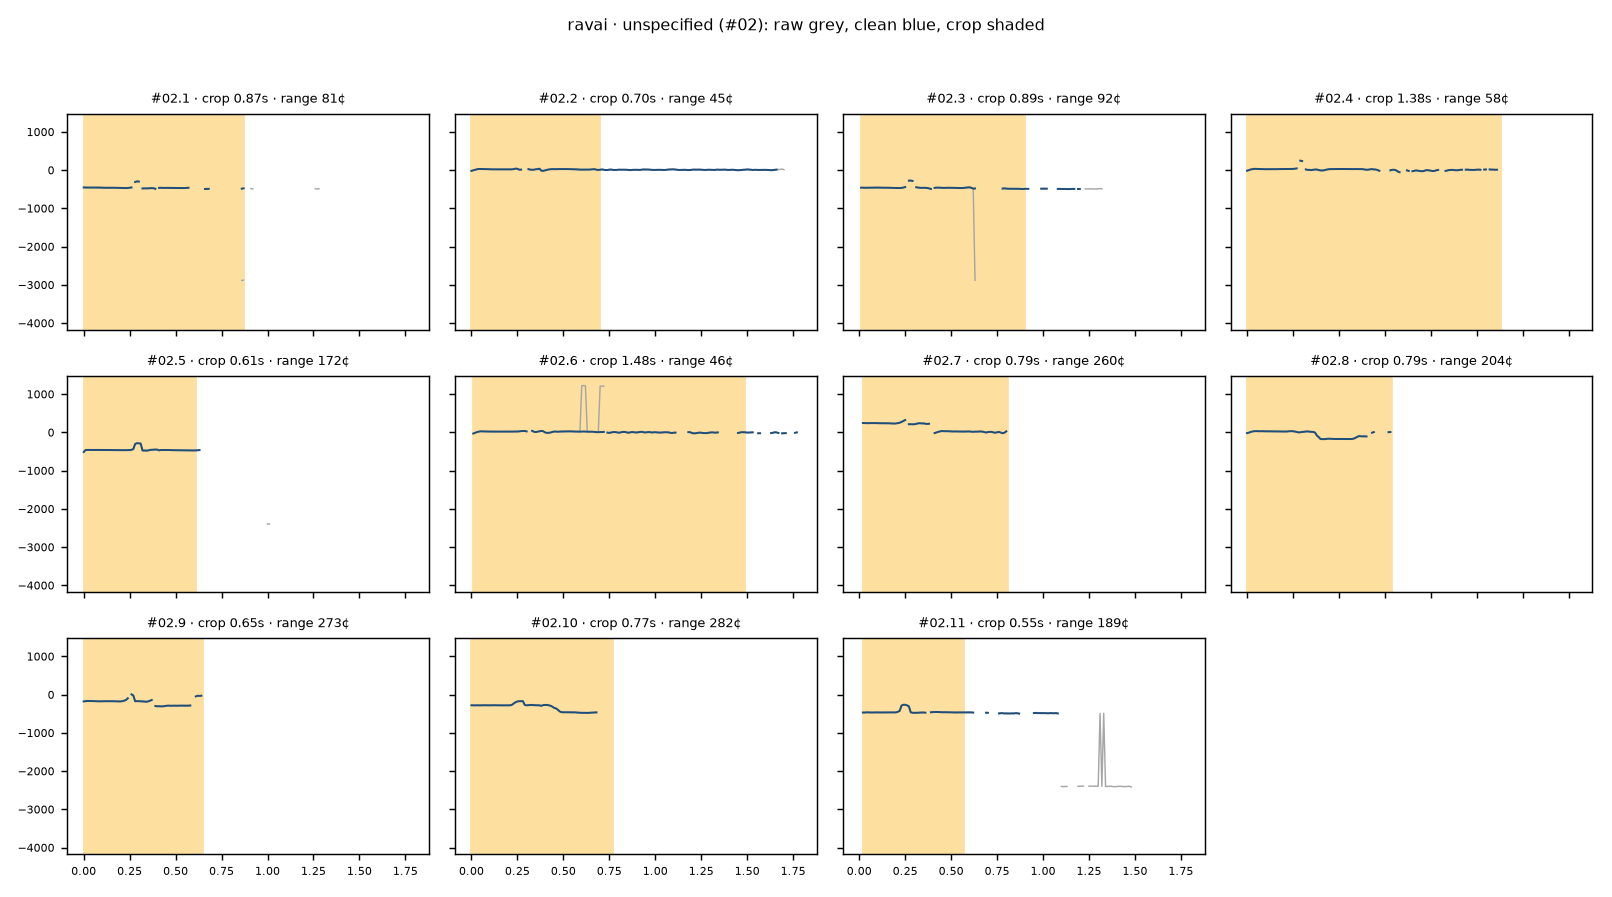 ravai · unspecified (#02): raw grey, clean blue, crop shaded
#02.1 · crop 0.87s · range 81¢
#02.2 · crop 0.70s · range 45¢
#02.3 · crop 0.89s · range 92¢
#02.4 · crop 1.38s · range 58¢
1000
0
−1000
−2000
−3000
−4000
#02.5 · crop 0.61s · range 172¢
#02.6 · crop 1.48s · range 46¢
#02.7 · crop 0.79s · range 260¢
#02.8 · crop 0.79s · range 204¢
1000
0
−1000
−2000
−3000
−4000
#02.9 · crop 0.65s · range 273¢
#02.10 · crop 0.77s · range 282¢
#02.11 · crop 0.55s · range 189¢
1000
0
−1000
−2000
−3000
−4000
0.00 0.25 0.50 0.75 1.00 1.25 1.50 1.75
0.00 0.25 0.50 0.75 1.00 1.25 1.50 1.75
0.00 0.25 0.50 0.75 1.00 1.25 1.50 1.75